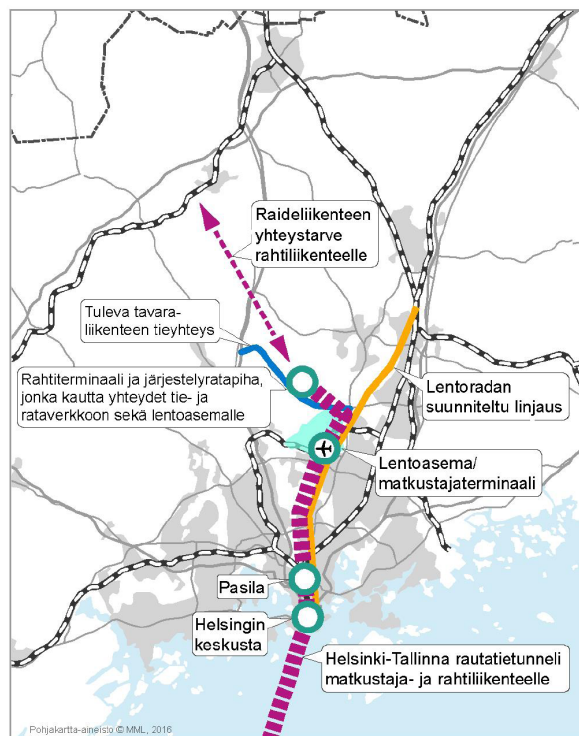 Raideliikenteen
yhteystarve
rahtiliikenteelle
Tuleva tavara-
liikenteen tieyhteys
Rahtiterminaali ja järjestelyratapiha,
jonka kautta yhteydet tie- ja
rataverkkoon sekä lentoasemalle
Lentoradan
suunniteltu linjaus
Lentoasema/
matkustajaterminaali
Pasila
Helsingin
keskusta
Helsinki-Tallinna rautatietunneli
matkustaja- ja rahtiliikenteelle
Pohjakartta-aineisto © MML, 2016